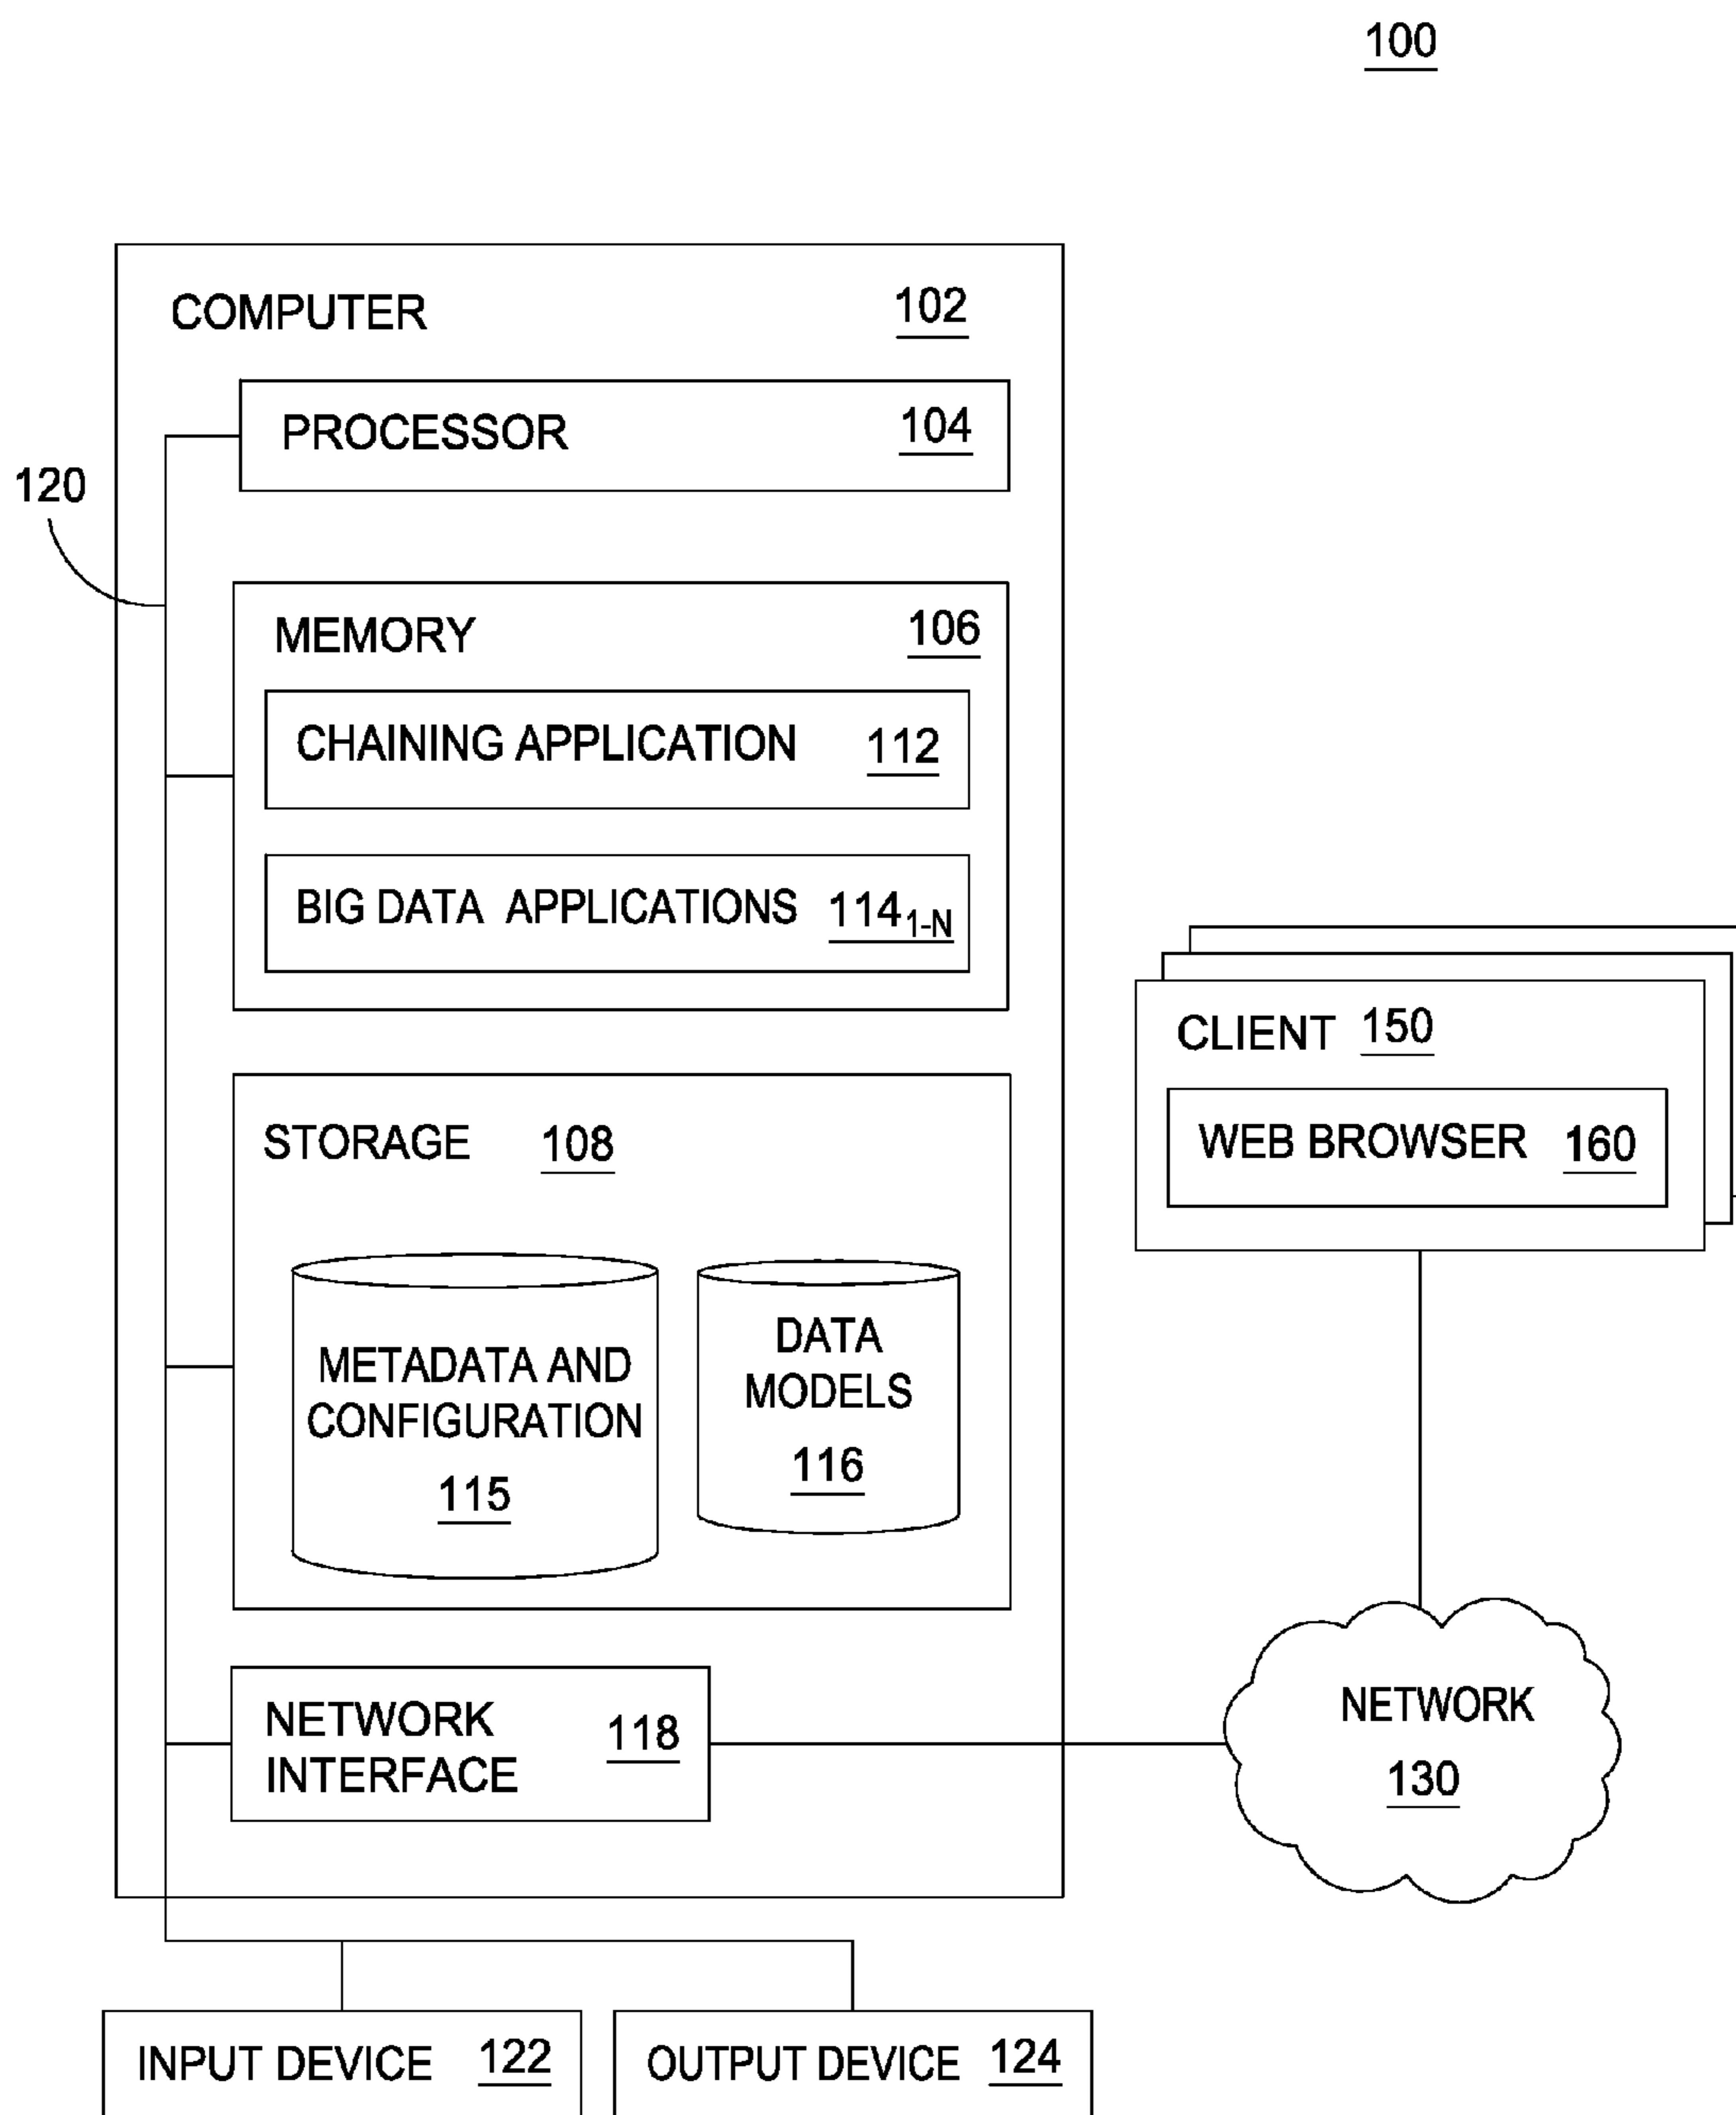 100
COMPUTER 102
PROCESSOR 104
120
MEMORY 106
CHAINING APPLICATION 112
BIG DATA APPLICATIONS 114 1-N
CLIENT 150
WEB BROWSER 160
STORAGE 108
METADATA AND
CONFIGURATION
115
DATA
MODELS
116
NETWORK
INTERFACE
118
NETWORK
130
INPUT DEVICE 122
OUTPUT DEVICE 124